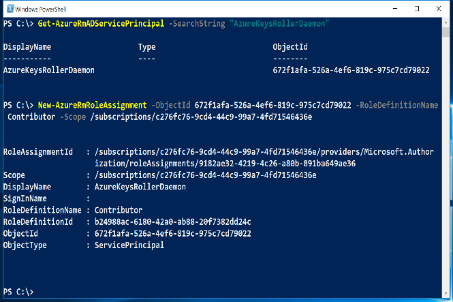 Windows PowerShell
PS C:\> Get-AzureRmADServicePrincipal -SearchString "AzureKeysRollerDaemon"
DisplayName Type ObjectId
----------- ---- --------
AzureKeysRollerDaemon 672f1afa-526a-4ef6-819c-975c7cd79022
PS C:\> New-AzureRmRoleAssignment -ObjectId 672f1afa-526a-4ef6-819c-975c7cd79022 -RoleDefinitionName
Contributor -Scope /subscriptions/c276fc76-9cd4-44c9-99a7-4fd71546436e
RoleAssignmentId : /subscriptions/c276fc76-9cd4-44c9-99a7-4fd71546436e/providers/Microsoft.Author
ization/roleAssignments/9182ae32-4219-4c26-a80b-891ba649ae36
Scope : /subscriptions/c276fc76-9cd4-44c9-99a7-4fd71546436e
DisplayName : AzureKeysRollerDaemon
SignInName :
RoleDefinitionName : Contributor
RoleDefinitionId : b24988ac-6180-42a0-ab88-20f7382dd24c
ObjectId : 672f1afa-526a-4ef6-819c-975c7cd79022
ObjectType : ServicePrincipal
PS C:\>